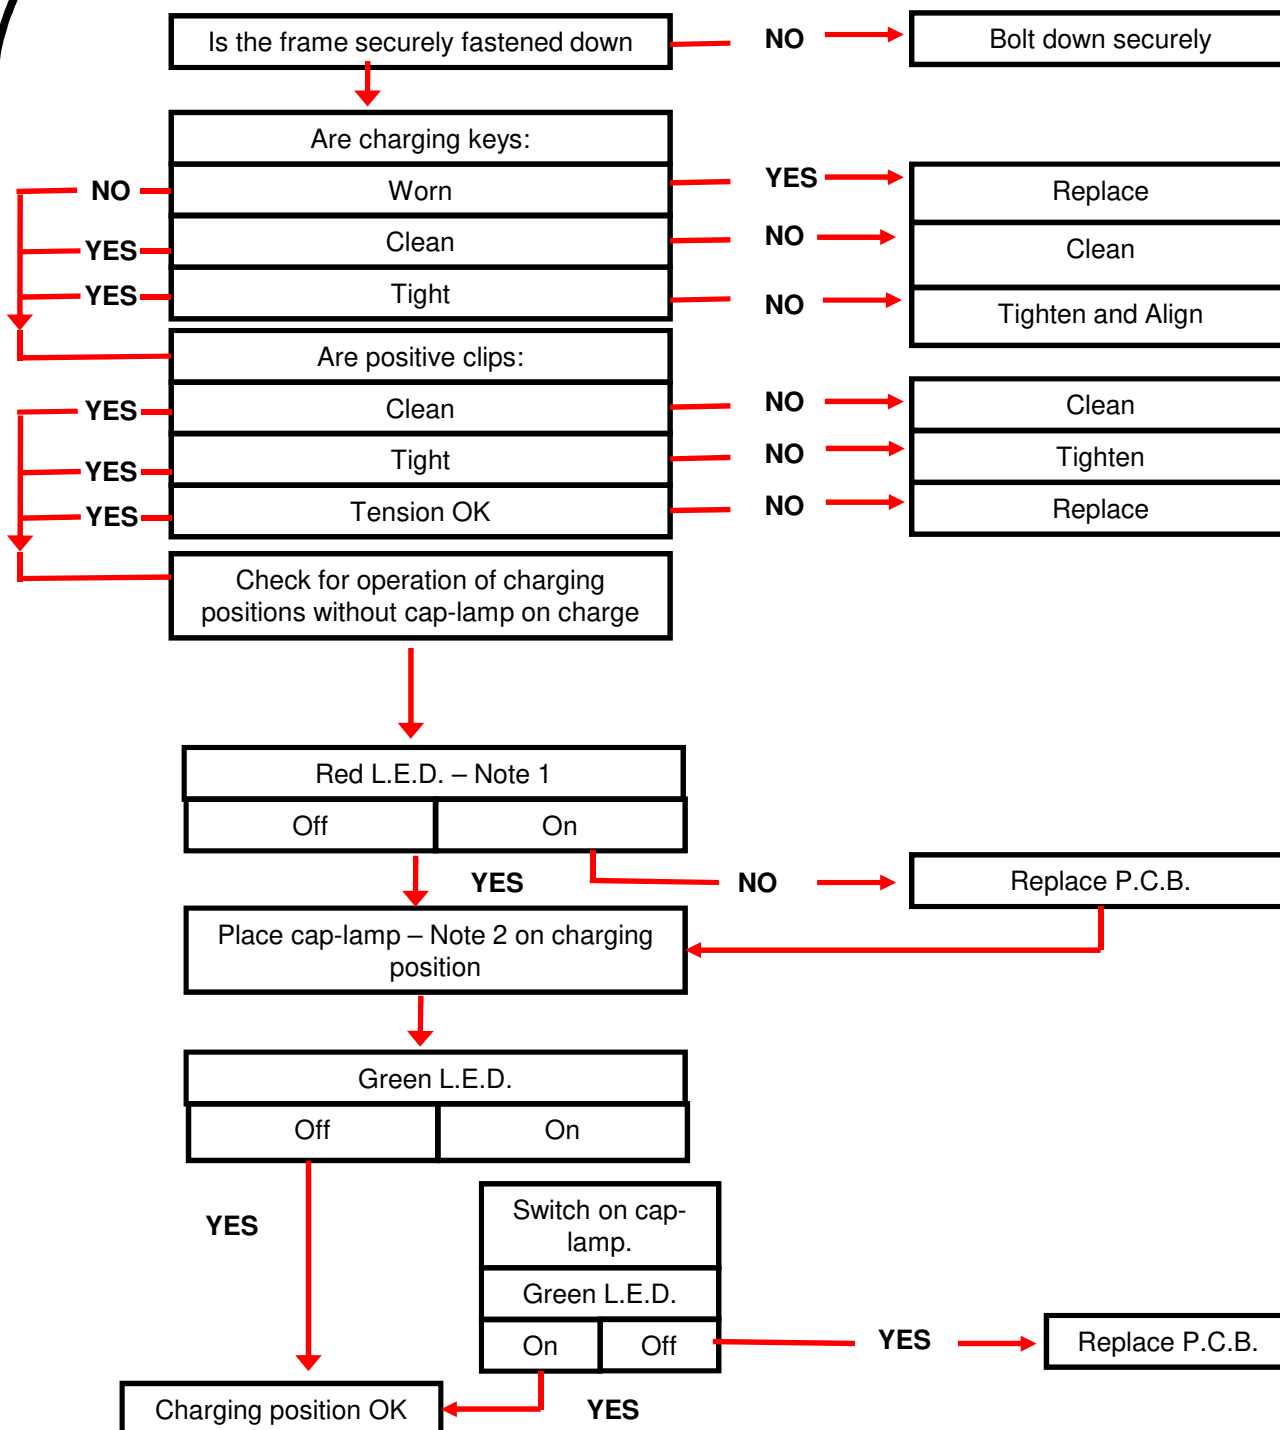 Is the frame securely fastened down
NO
Bolt down securely
Are charging keys:
NO
Worn
YES
Replace
YES
Clean
NO
Clean
YES
Tight
NO
Tighten and Align
Are positive clips:
YES
Clean
NO
Clean
YES
Tight
NO
Tighten
YES
Tension OK
NO
Replace
Check for operation of charging
positions without cap-lamp on charge
Red L.E.D. – Note 1
Off
On
YES
NO
Replace P.C.B.
Place cap-lamp – Note 2 on charging
position
Green L.E.D.
Off
On
YES
Switch on cap-
lamp.
Green L.E.D.
On
Off
YES
Replace P.C.B.
Charging position OK
YES